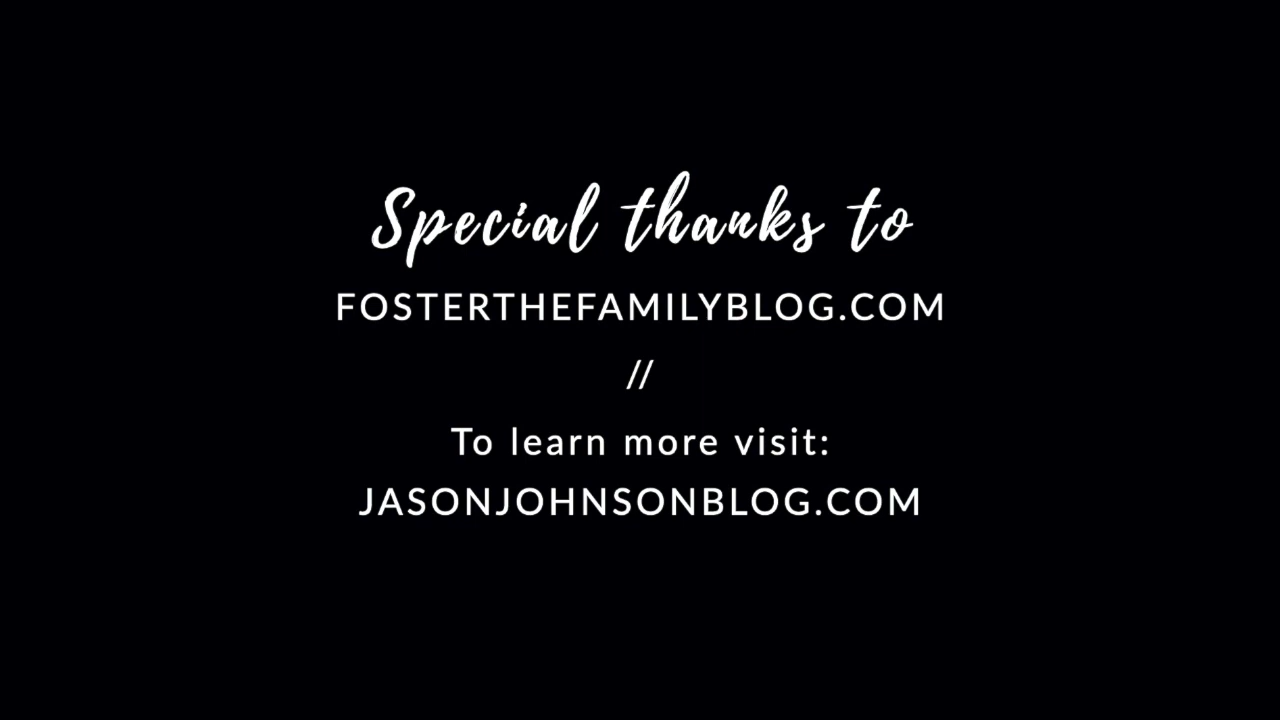 Special thanks to
FOSTERTHEFAMILYBLOG.COM
//
To learn more visit:
JASONJOHNSONBLOG.COM